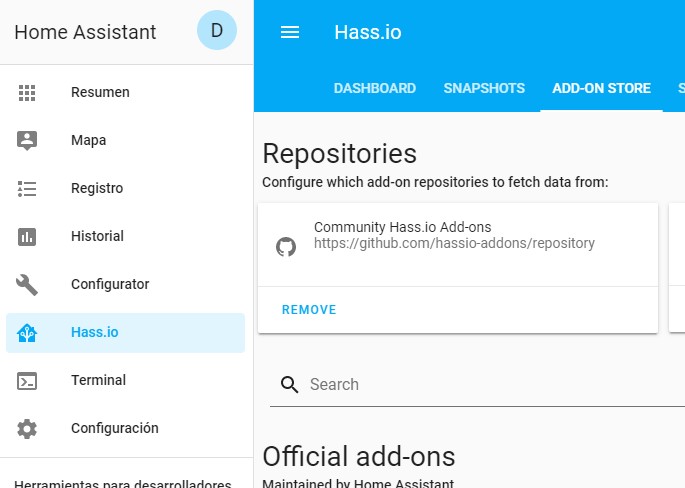 Home Assistant
D
Resumen
Mapa
Registro
Historial
Configurator
Hass.io
Terminal
Configuración
Herramientas para desarrolladores
Hass.io
DASHBOARD
SNAPSHOTS
ADD-ON STORE
S
Repositories
Configure which add-on repositories to fetch data from:
Community Hass.io Add-ons
https://github.com/hassio-addons/repository
REMOVE
Search
Official add-ons
Maintained by Home Assistant